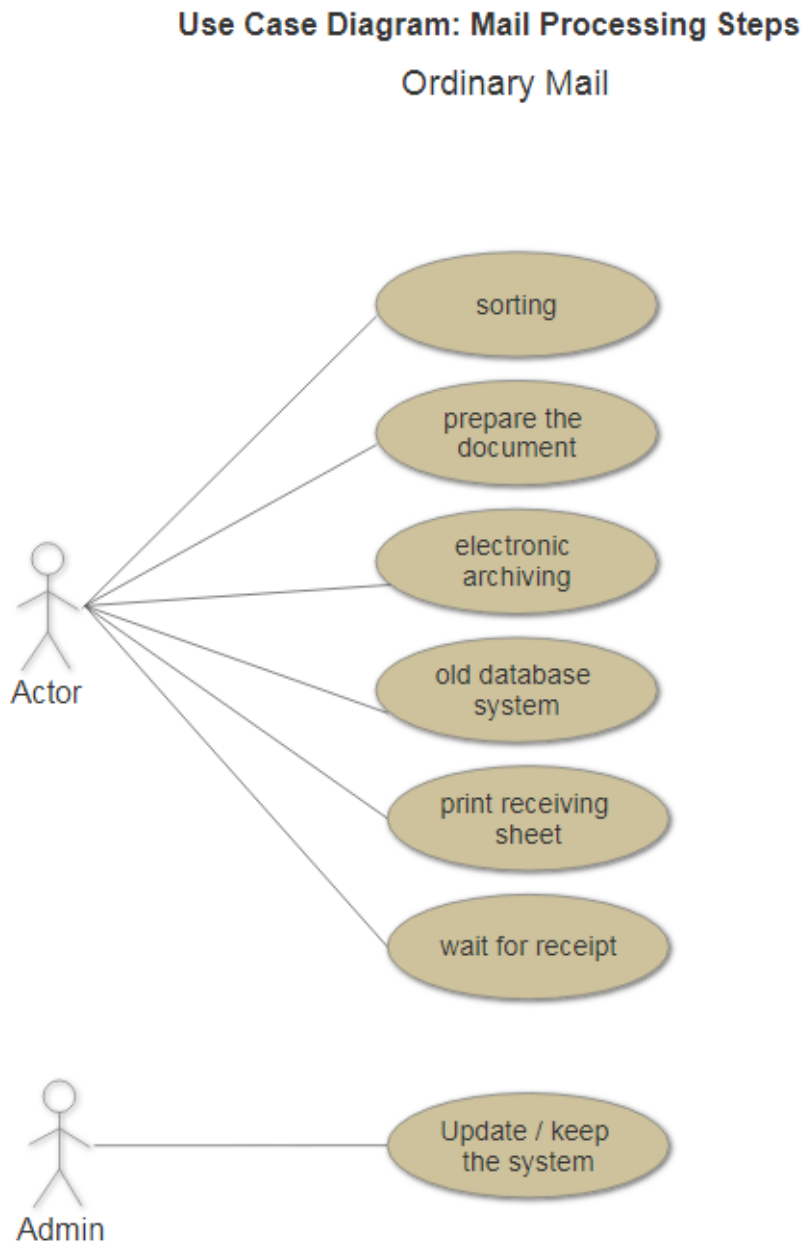 Use Case Diagram: Mail Processing Steps
Ordinary Mail
sorting
prepare the
document
electronic
archiving
Actor
old database
system
print receiving
sheet
wait for receipt
Update / keep
the system
Admin